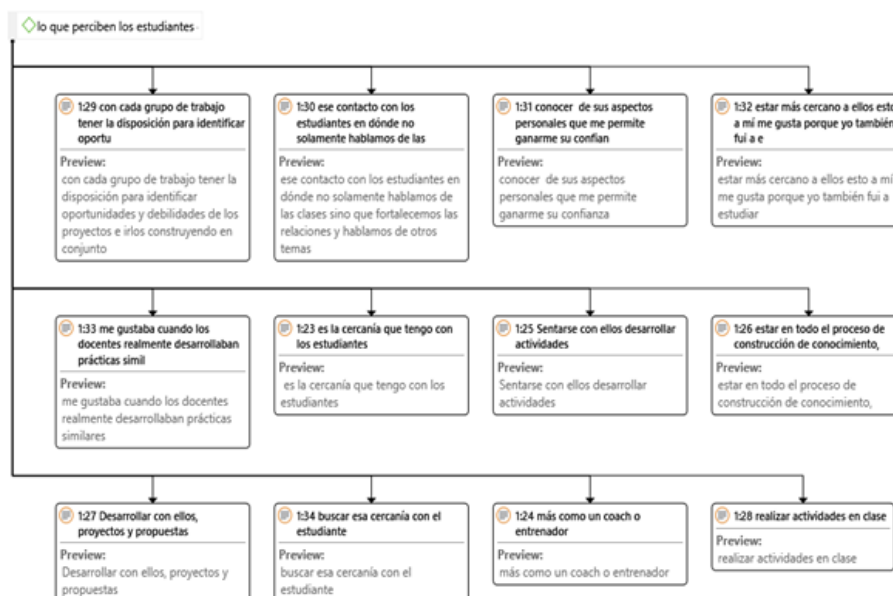 lo que perciben los estudiantes
1:29 con cada grupo de trabajo
tener la disposición para identificar
oportu
Preview:
con cada grupo de trabajo tener la
disposición para identificar
oportunidades y debilidades de los
proyectos e irlos construyendo en
conjunto
1:30 ese contacto con los
estudiantes en dónde no
solamente hablamos de las
Preview:
ese contacto con los estudiantes en
dónde no solamente hablamos de
las clases sino que fortalecemos las
relaciones y hablamos de otros
temas
1:31 conocer de sus aspectos
personales que me permite
ganarme su confian
Preview:
conocer de sus aspectos
personales que me permite
ganarme su confianza
1:32 estar más cercano a ellos esto
a mí me gusta porque yo también
fui a e
Preview:
estar más cercano a ellos esto a mí
me gusta porque yo también fui a
estudiar
1:33 me gustaba cuando los
docentes realmente desarrollaban
prácticas simil
Preview:
me gustaba cuando los docentes
realmente desarrollaban prácticas
similares
1:23 es la cercanía que tengo con
los estudiantes
Preview:
es la cercanía que tengo con los
estudiantes
1:25 Sentarse con ellos desarrollar
actividades
Preview:
Sentarse con ellos desarrollar
actividades
1:26 estar en todo el proceso de
construcción de conocimiento,
Preview:
estar en todo el proceso de
construcción de conocimiento,
1:27 Desarrollar con ellos,
proyectos y propuestas
Preview:
Desarrollar con ellos, proyectos y
propuestas
1:34 buscar esa cercanía con el
estudiante
Preview:
buscar esa cercanía con el
estudiante
1:24 más como un coach o
entrenador
Preview:
más como un coach o entrenador
1:28 realizar actividades en clase
Preview:
realizar actividades en clase